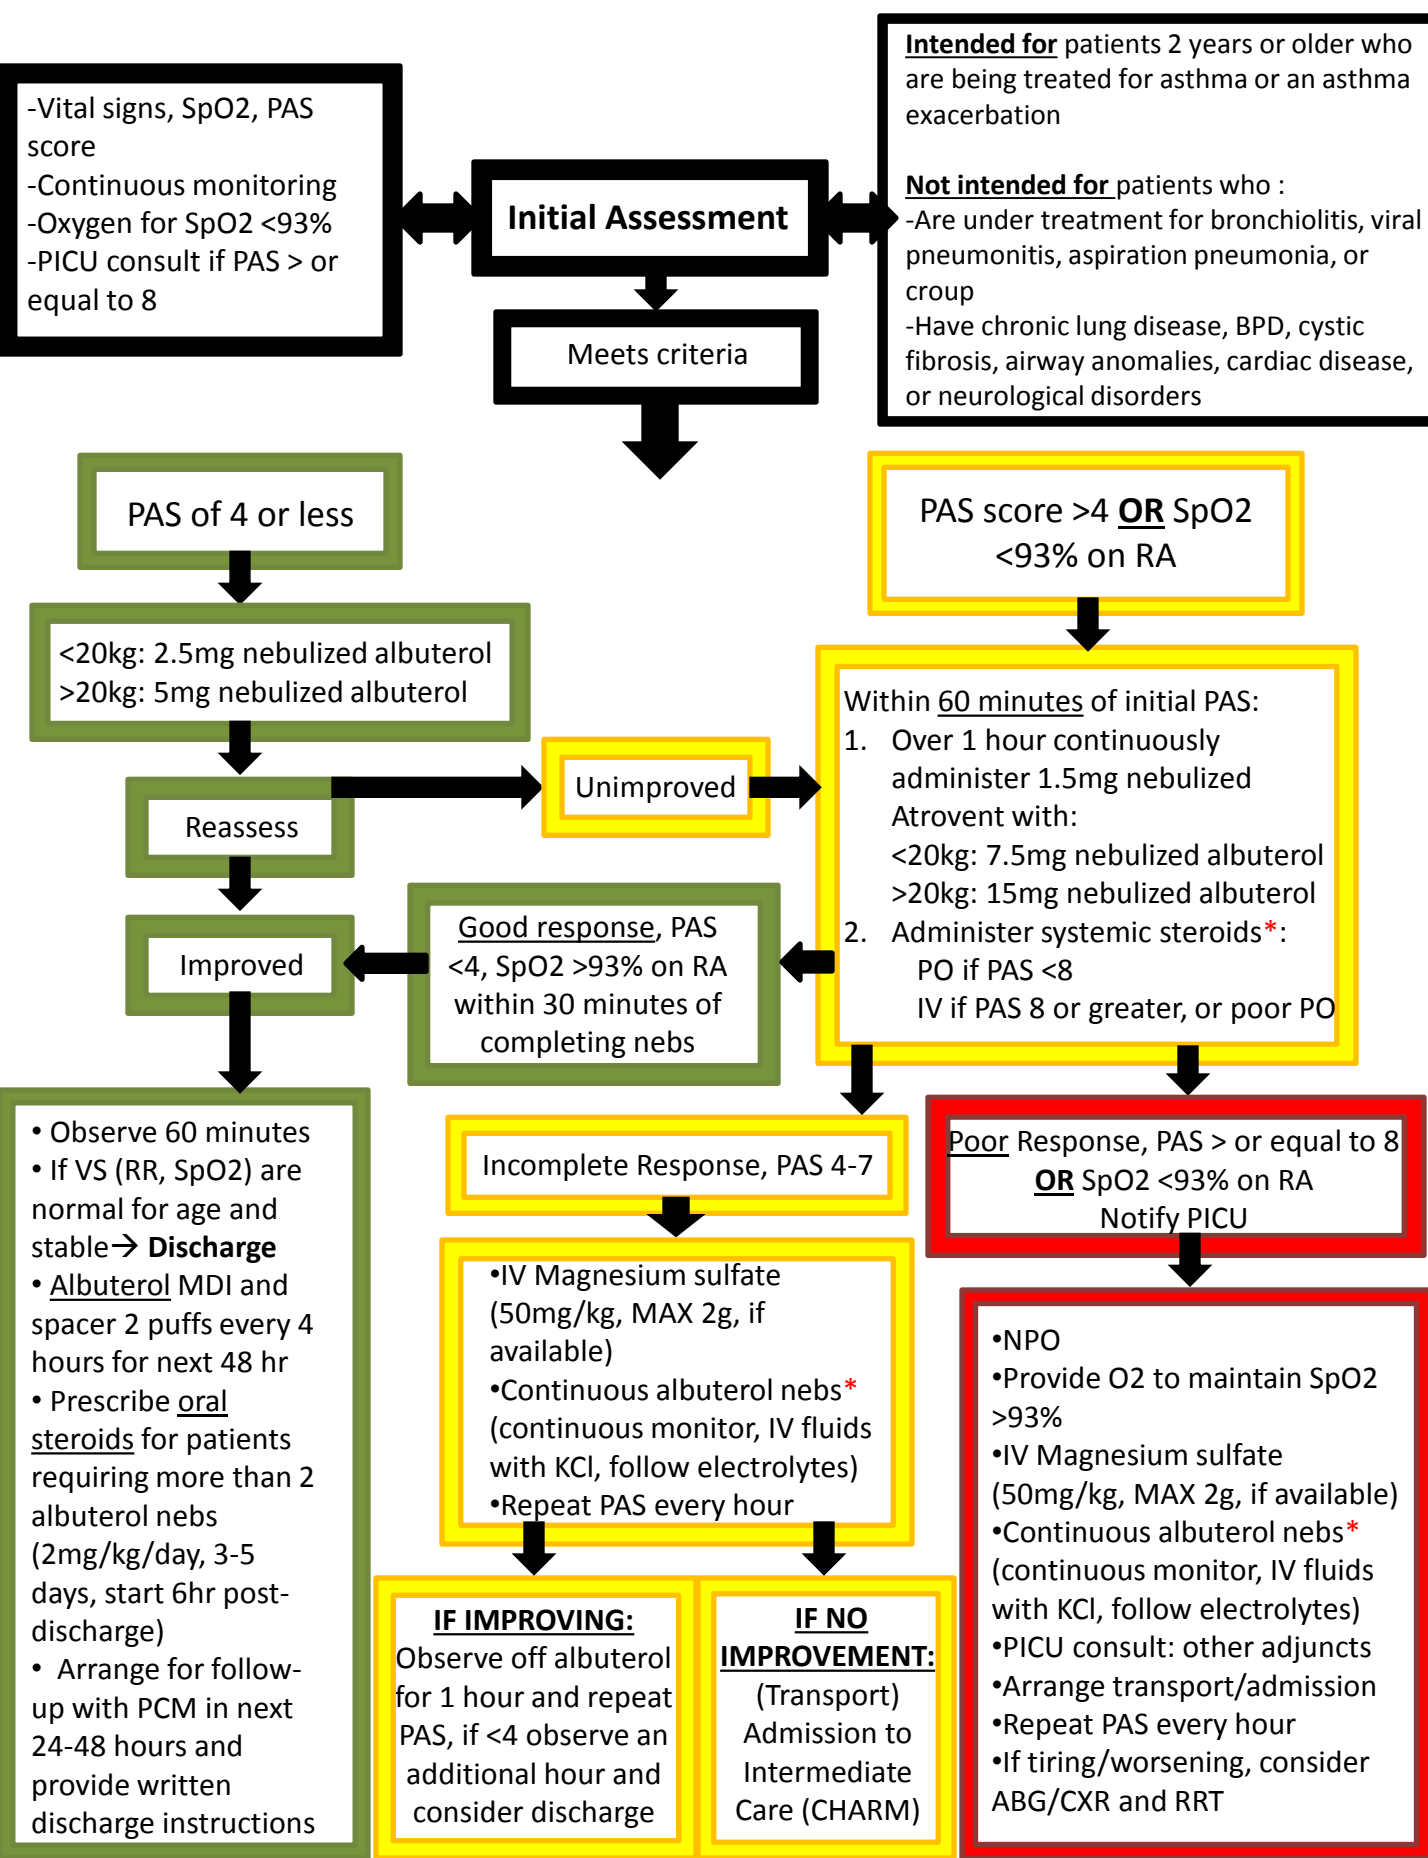 -Vital signs, SpO2, PAS
score
-Continuous monitoring
-Oxygen for SpO2 <93%
-PICU consult if PAS > or
equal to 8
Initial Assessment
Intended for patients 2 years or older who
are being treated for asthma or an asthma
exacerbation
Not intended for patients who :
-Are under treatment for bronchiolitis, viral
pneumonitis, aspiration pneumonia, or
croup
-Have chronic lung disease, BPD, cystic
fibrosis, airway anomalies, cardiac disease,
or neurological disorders
Meets criteria
PAS of 4 or less
<20kg: 2.5mg nebulized albuterol
>20kg: 5mg nebulized albuterol
Reassess
Unimproved
Improved
PAS score >4 OR SpO2
<93% on RA
Within 60 minutes of initial PAS:
1. Over 1 hour continuously
administer 1.5mg nebulized
Atrovent with:
<20kg: 7.5mg nebulized albuterol
>20kg: 15mg nebulized albuterol
2. Administer systemic steroids*:
PO if PAS <8
IV if PAS 8 or greater, or poor PO
Good response, PAS
<4, SpO2 >93% on RA
within 30 minutes of
completing nebs
• Observe 60 minutes
• If VS (RR, SpO2) are
normal for age and
stable→ Discharge
• Albuterol MDI and
spacer 2 puffs every 4
hours for next 48 hr
• Prescribe oral
steroids for patients
requiring more than 2
albuterol nebs
(2mg/kg/day, 3-5
days, start 6hr post-
discharge)
• Arrange for follow-
up with PCM in next
24-48 hours and
provide written
discharge instructions
Incomplete Response, PAS 4-7
•IV Magnesium sulfate
(50mg/kg, MAX 2g, if
available)
•Continuous albuterol nebs*
(continuous monitor, IV fluids
with KCl, follow electrolytes)
•Repeat PAS every hour
IF IMPROVING:
Observe off albuterol
for 1 hour and repeat
PAS, if <4 observe an
additional hour and
consider discharge
IF NO
IMPROVEMENT:
(Transport)
Admission to
Intermediate
Care (CHARM)
Poor Response, PAS > or equal to 8
OR SpO2 <93% on RA
Notify PICU
•NPO
•Provide O2 to maintain SpO2
>93%
•IV Magnesium sulfate
(50mg/kg, MAX 2g, if available)
•Continuous albuterol nebs*
(continuous monitor, IV fluids
with KCl, follow electrolytes)
•PICU consult: other adjuncts
•Arrange transport/admission
•Repeat PAS every hour
•If tiring/worsening, consider
ABG/CXR and RRT